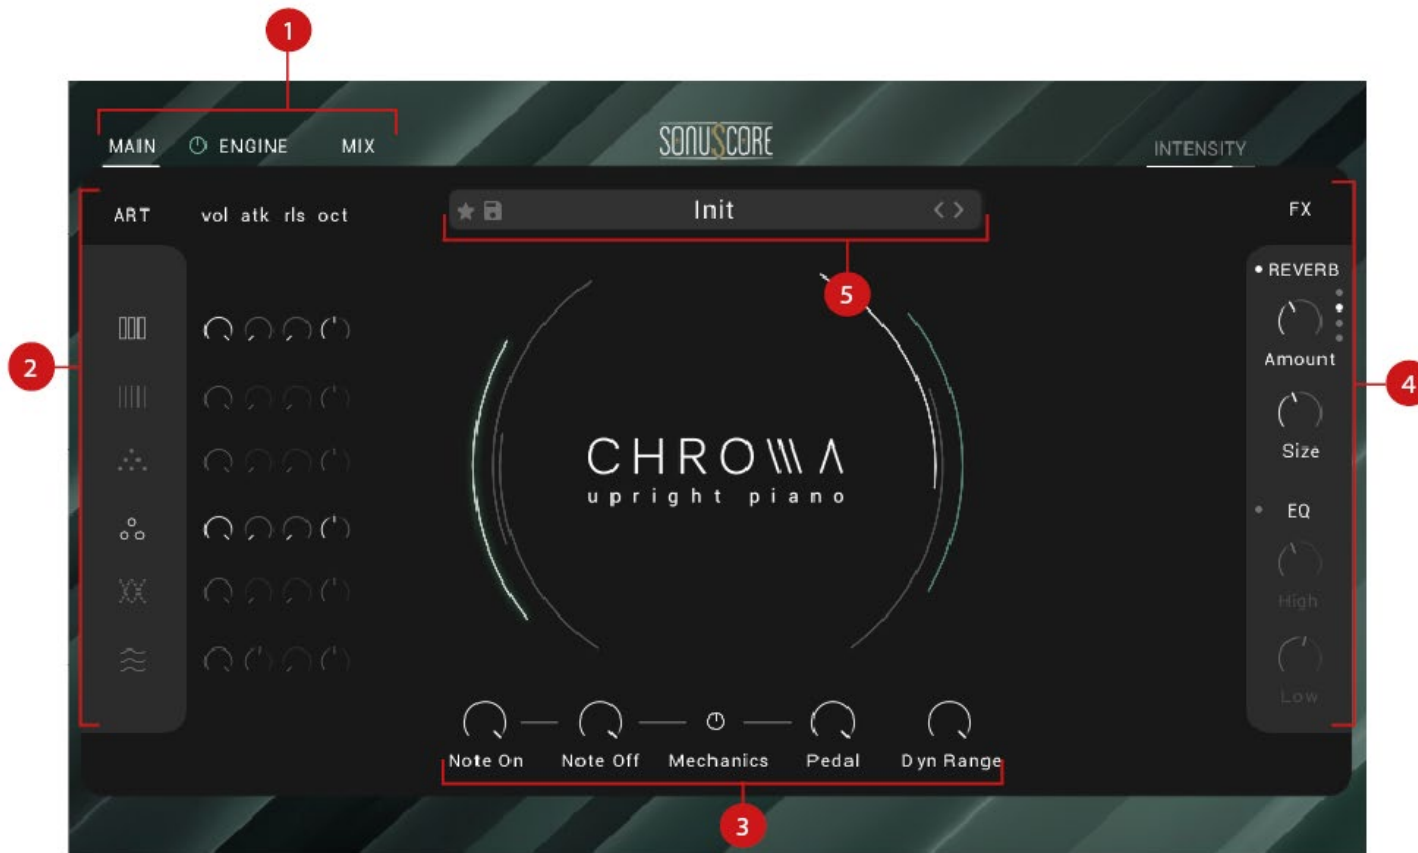 1
MAIN ENGINE MIX
SONUSCORE
INTENSITY
ART vol atk rls oct
Init
FX
5
REVERB
Amount
Size
2
4
CHROMA
upright piano
EQ
High
Low
Note On Note Off Mechanics Pedal Dyn Range
3